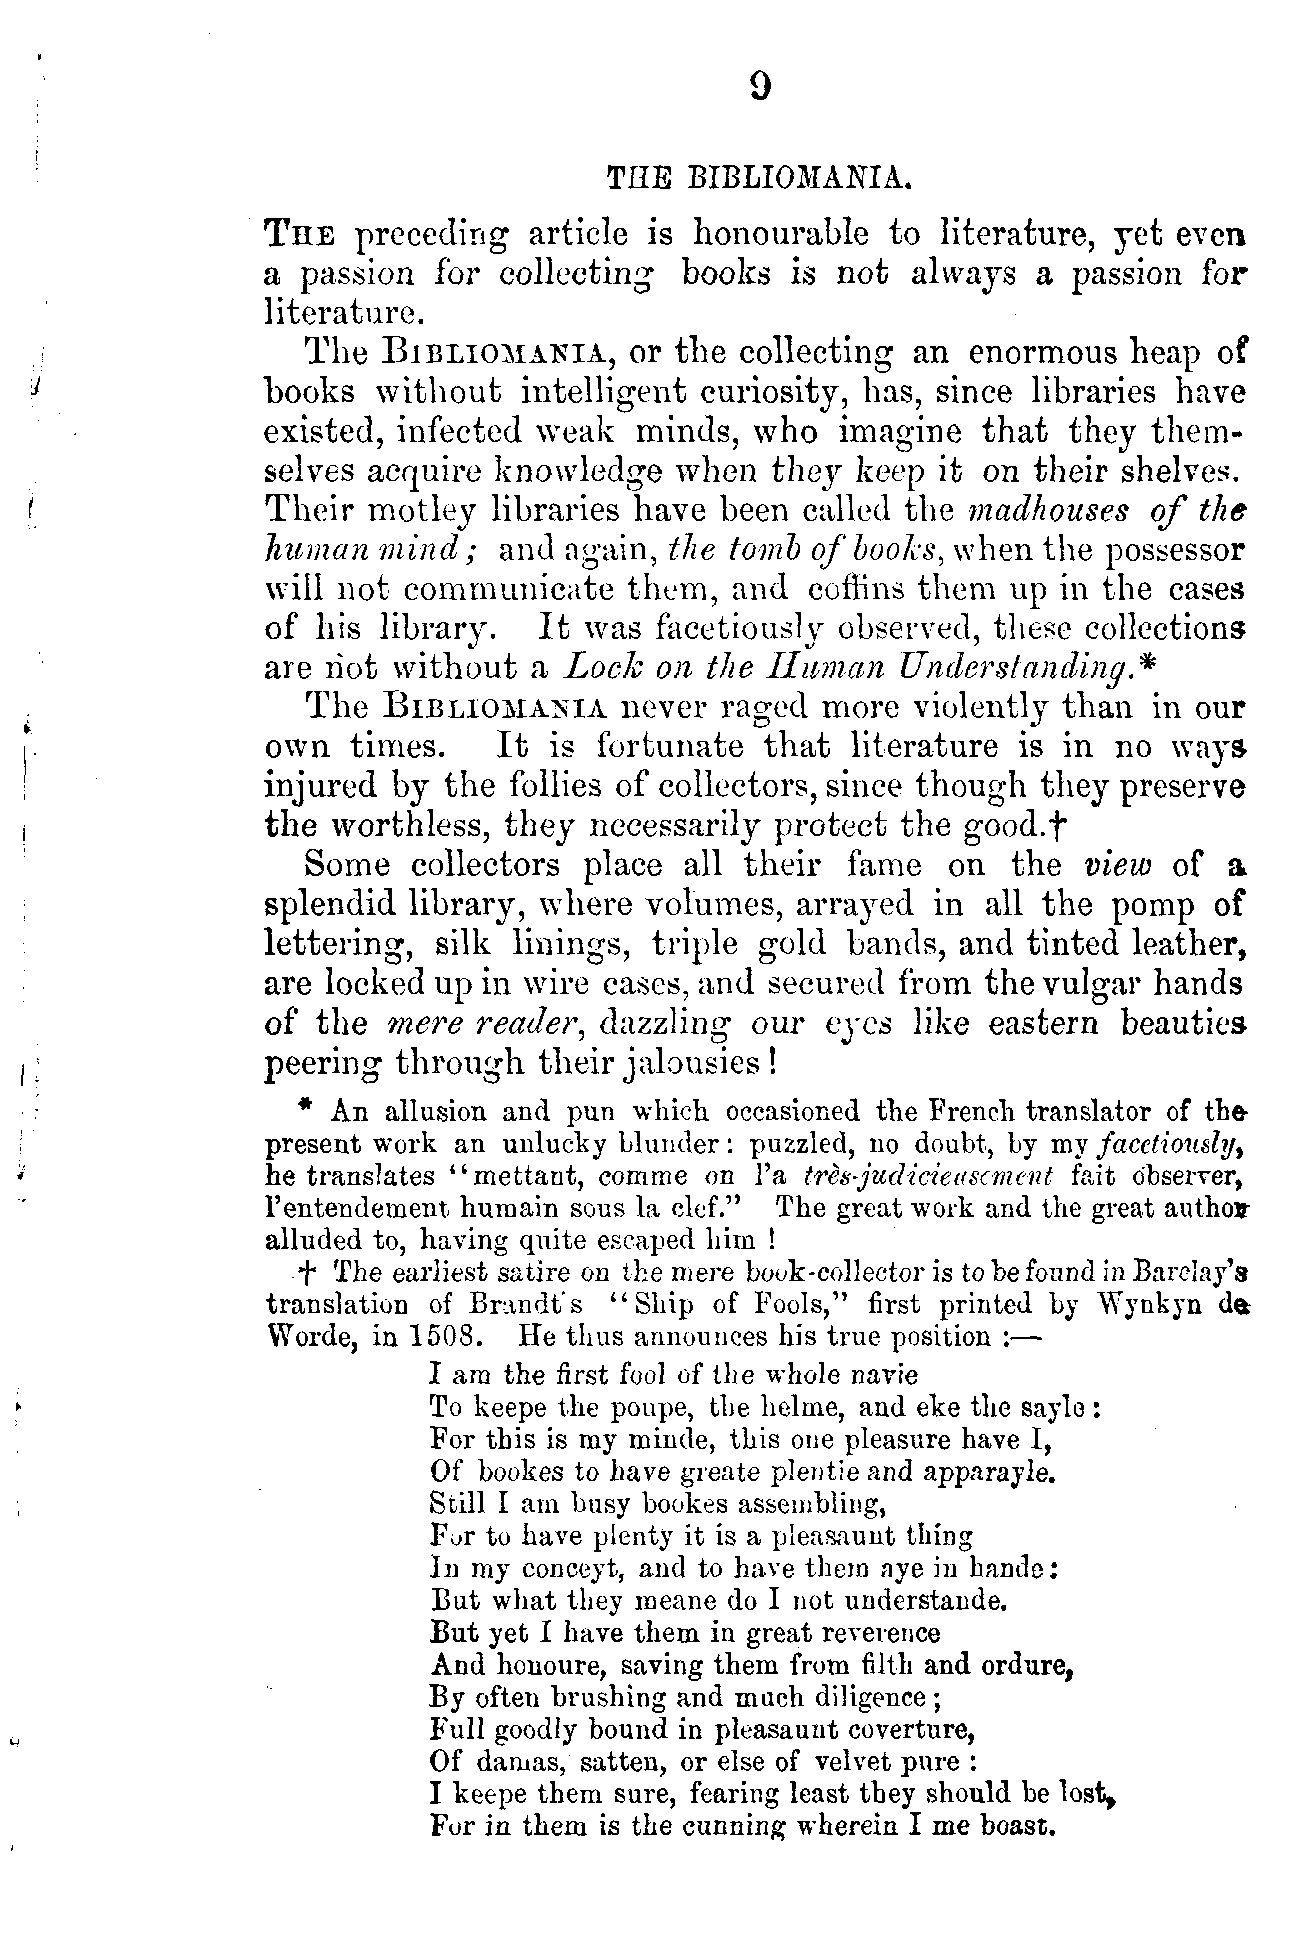 9
THE BIBLIOMANIA.
THE preceding article is honourable to literature, yet even
a passion for collecting books is not always a passion for
literature.
The BIBLIOMANIA, or the collecting an enormous heap of
books without intelligent curiosity, has, since libraries have
existed, infected weak minds, who imagine that they them-
selves acquire knowledge when they keep it on their shelves.
Their motley libraries have been called the madhouses of the
human mind; and again, the tomb of books, when the possessor
will not communicate them, and coffins them up in the cases
of his library. It was facetiously observed, these collections
are not without a Lock on the Human Understanding.*
The BIBLIOMANIA never raged more violently than in our
own times. It is fortunate that literature is in no ways
injured by the follies of collectors, since though they preserve
the worthless, they necessarily protect the good.†
Some collectors place all their fame on the view of a
splendid library, where volumes, arrayed in all the pomp of
lettering, silk linings, triple gold bands, and tinted leather,
are locked up in wire cases, and secured from the vulgar hands
of the mere reader, dazzling our eyes like eastern beauties
peering through their jalousies!
* An allusion and pun which occasioned the French translator of the
present work an unlucky blunder: puzzled, no doubt, by my facetiously,
he translates "mettant, comme on l'a très-judicieusement fait observer,
l'entendement humain sous la clef." The great work and the great author
alluded to, having quite escaped him!
† The earliest satire on the mere book-collector is to be found in Barclay's
translation of Brandt's "Ship of Fools," first printed by Wynkyn de
Worde, in 1508. He thus announces his true position:—
I am the first fool of the whole navie
To keepe the poupe, the helme, and eke the sayle:
For this is my minde, this one pleasure have I,
Of bookes to have greate plentie and apparayle.
Still I am busy bookes assembling,
For to have plenty it is a pleasaunt thing
In my conceyt, and to have them aye in hande:
But what they meane do I not understande.
But yet I have them in great reverence
And honoure, saving them from filth and ordure,
By often brushing and much diligence;
Full goodly bound in pleasaunt coverture,
Of damas, satten, or else of velvet pure:
I keepe them sure, fearing least they should be lost,
For in them is the cunning wherein I me boast.